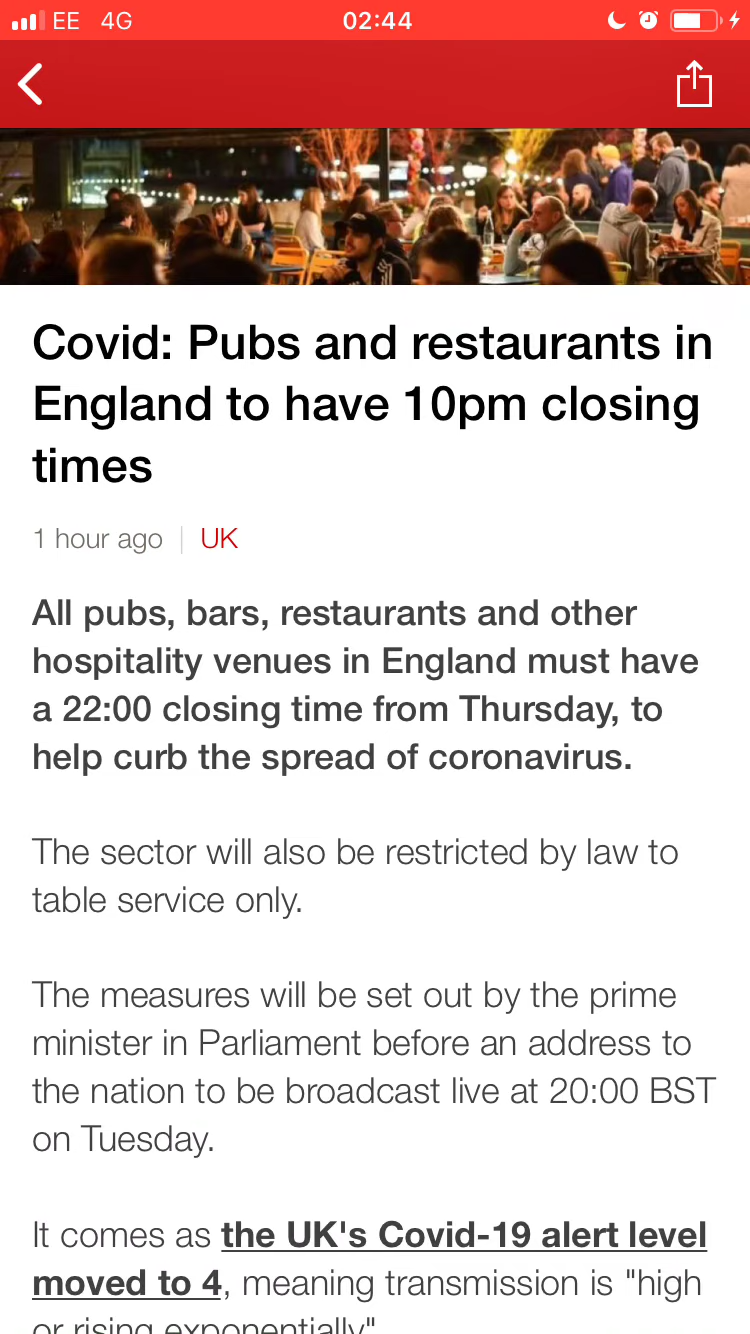 EE 4G 02:44
Covid: Pubs and restaurants in
England to have 10pm closing
times
1 hour ago | UK
All pubs, bars, restaurants and other
hospitality venues in England must have
a 22:00 closing time from Thursday, to
help curb the spread of coronavirus.
The sector will also be restricted by law to
table service only.
The measures will be set out by the prime
minister in Parliament before an address to
the nation to be broadcast live at 20:00 BST
on Tuesday.
It comes as the UK's Covid-19 alert level
moved to 4, meaning transmission is "high
or rising exponentially"